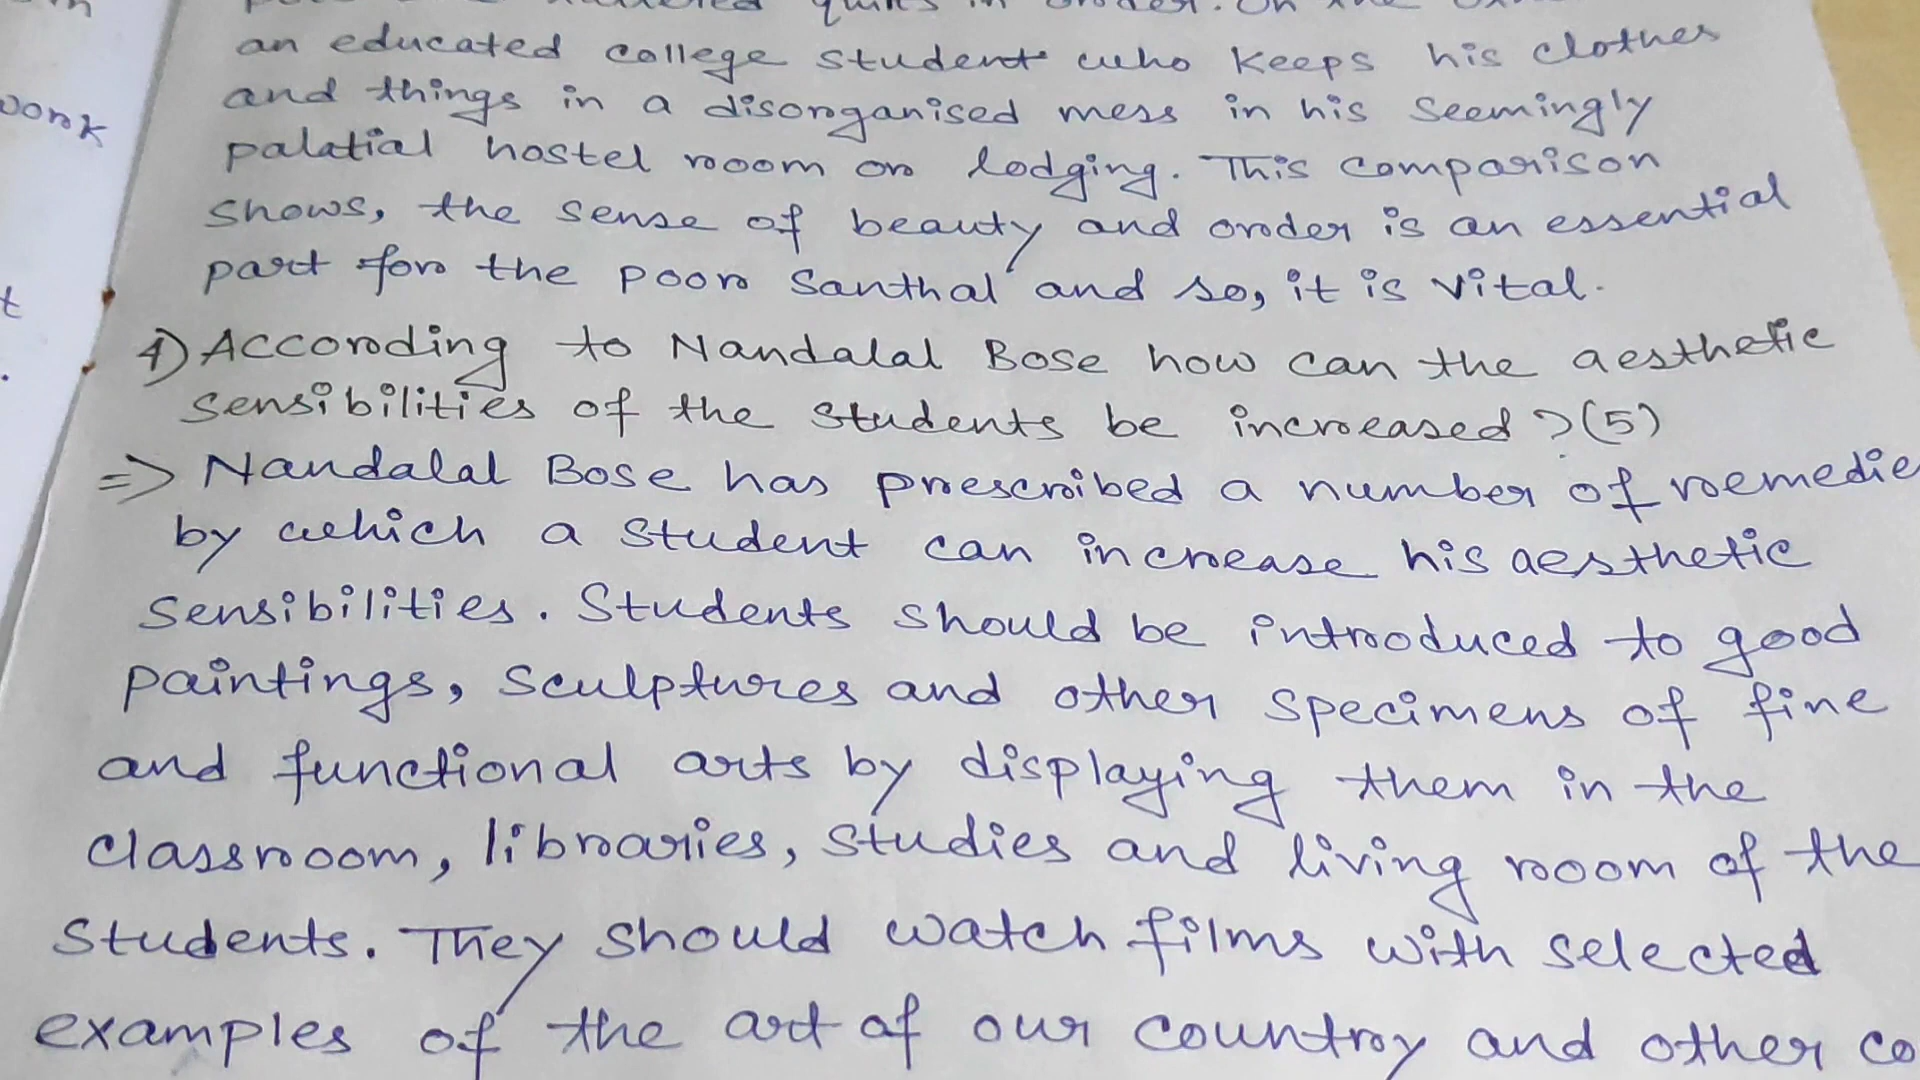 an educated college student who keeps his clothes
and things in a disorganised mess in his seemingly
palatial hostel room or lodging. This comparison
shows, the sense of beauty and order is an essential
part for the poor Santhal and so, it is vital.
4) According to Nandalal Bose how can the aesthetic
sensibilities of the students be increased? (5)
=> Nandalal Bose has prescribed a number of remedie
by which a student can increase his aesthetic
sensibilities. Students should be introduced to good
paintings, sculptures and other specimens of fine
and functional arts by displaying them in the
classroom, libraries, studies and living room of the
students. They should watch films with selected
examples of the art of our country and other co
work
t